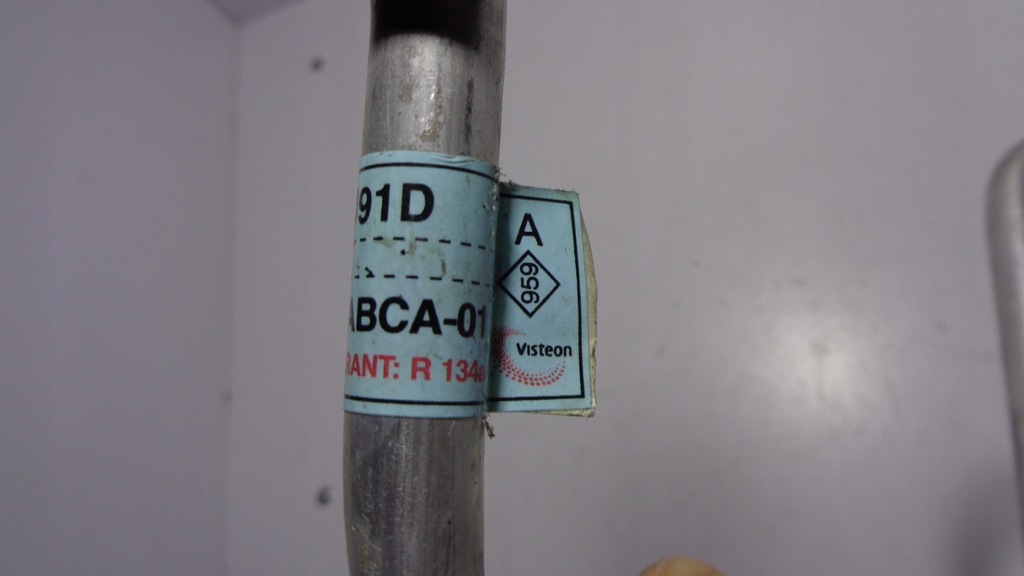 91D
ABCA-01
RANT: R 134a
A
959
Visteon